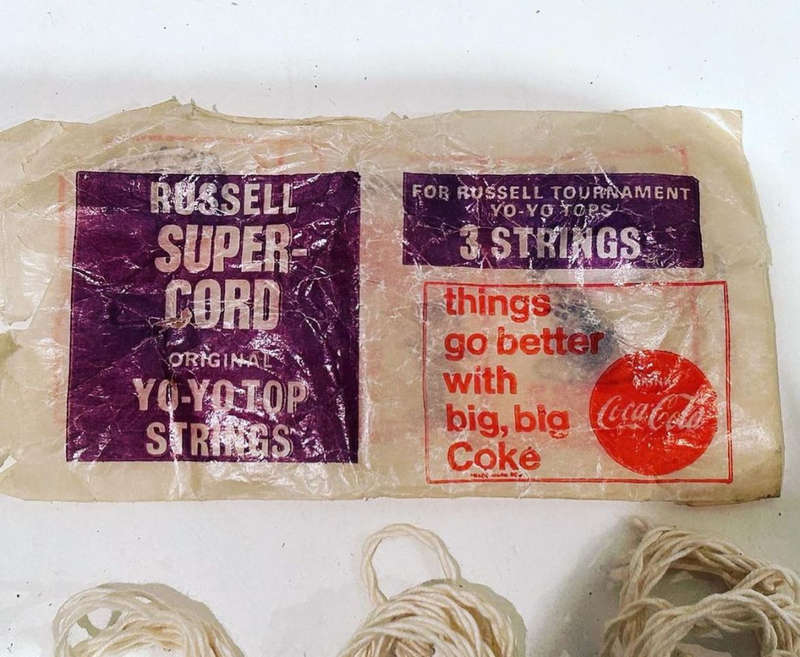 RUSSELL
SUPER-
CORD
ORIGINAL
YO-YO TOP
STRINGS
FOR RUSSELL TOURNAMENT
YO-YO TOPS
3 STRINGS
things
go better
with
big, big
Coke
DRINK
Coca-Cola